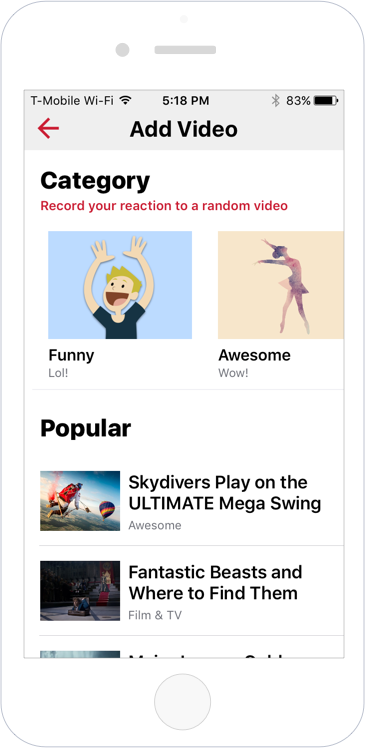 T-Mobile Wi-Fi 5:18 PM 83%
Add Video
Category
Record your reaction to a random video
Funny Awesome
Lol! Wow!
Popular
Skydivers Play on the
ULTIMATE Mega Swing
Awesome
Fantastic Beasts and
Where to Find Them
Film & TV